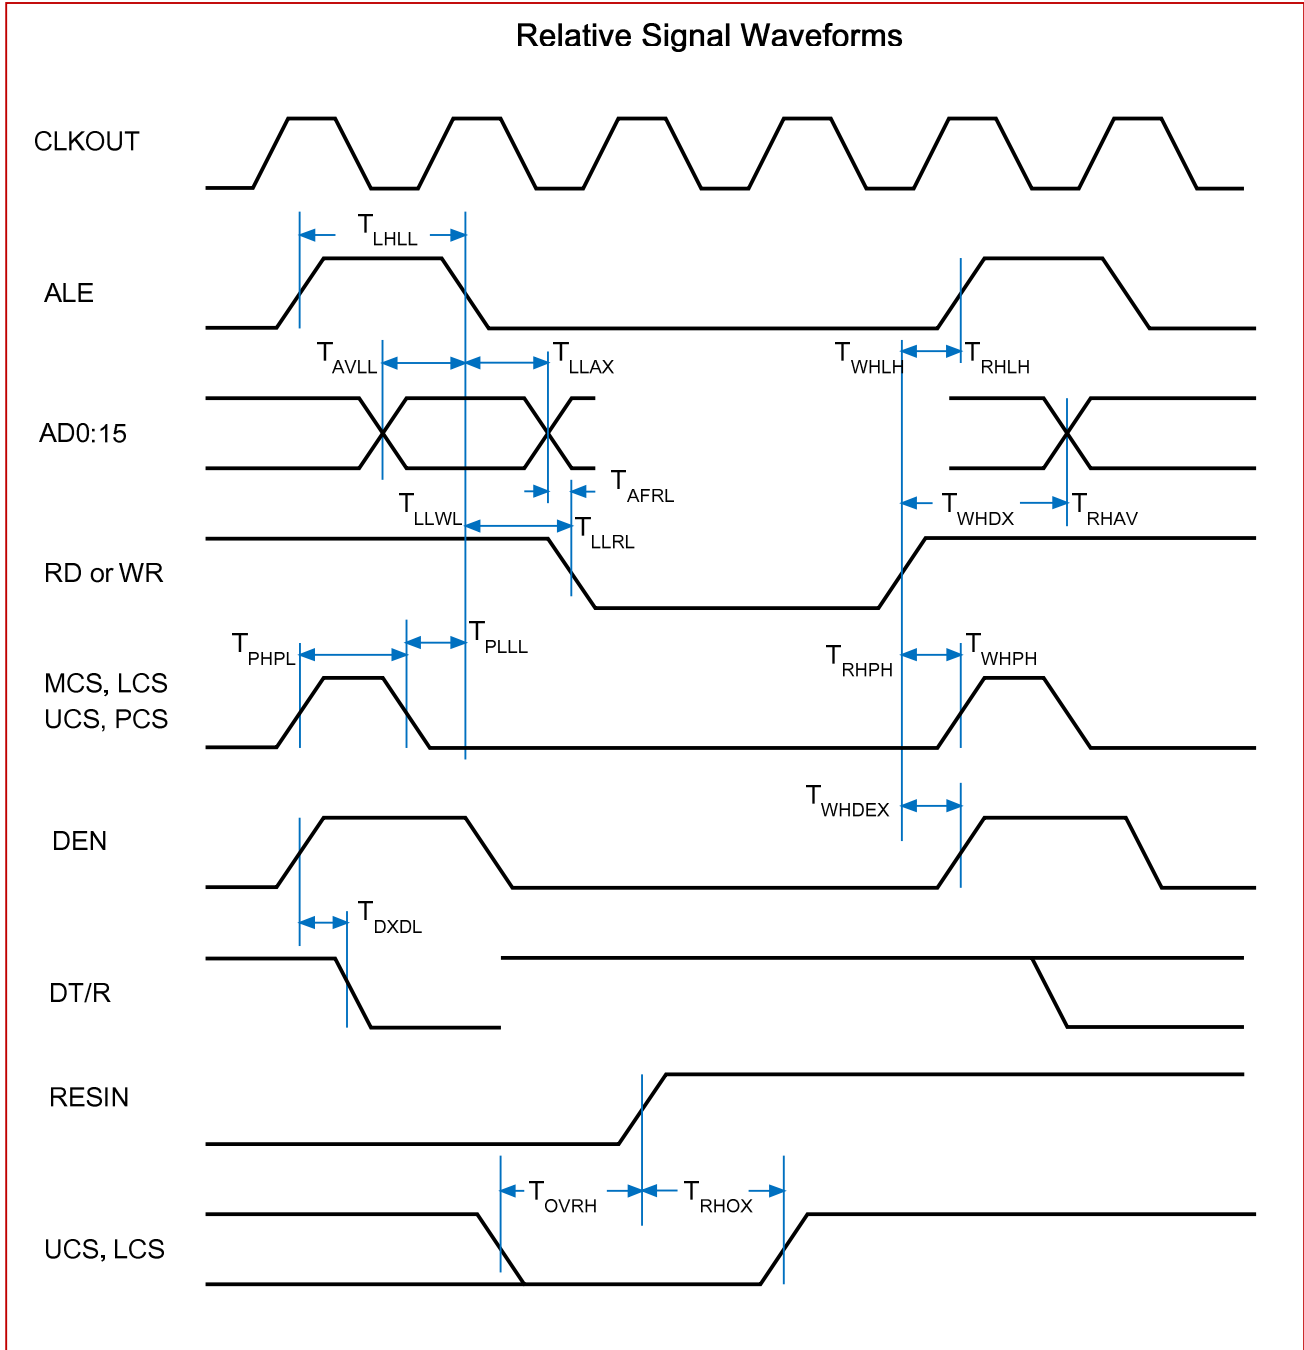 Relative Signal Waveforms
CLKOUT
TLHLL
ALE
TAVLL
TLLAX
TWHLH
TRHLH
AD0:15
TAFRL
TLLWL
TLLRL
TWHDX
TRHAV
RD or WR
TPHPL
TPLLL
TRHPH
TWHPH
MCS, LCS
UCS, PCS
TWHDEX
DEN
TDXDL
DT/R
RESIN
TOVRH
TRHOX
UCS, LCS